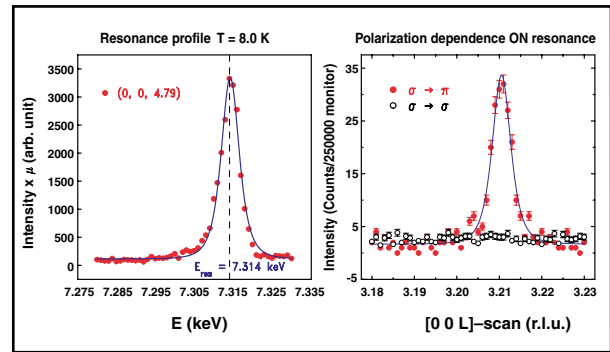 Resonance profile T = 8.0 K
Intensity x μ (arb. unit)
3500
3000
2500
2000
1500
1000
500
0
(0, 0, 4.79)
E_res = 7.314 keV
7.275 7.285 7.295 7.305 7.315 7.325 7.335
E (keV)
Polarization dependence ON resonance
Intensity (Counts/250000 monitor)
35
25
15
5
-5
σ → π
σ → σ
3.18 3.19 3.20 3.21 3.22 3.23
[0 0 L]–scan (r.l.u.)